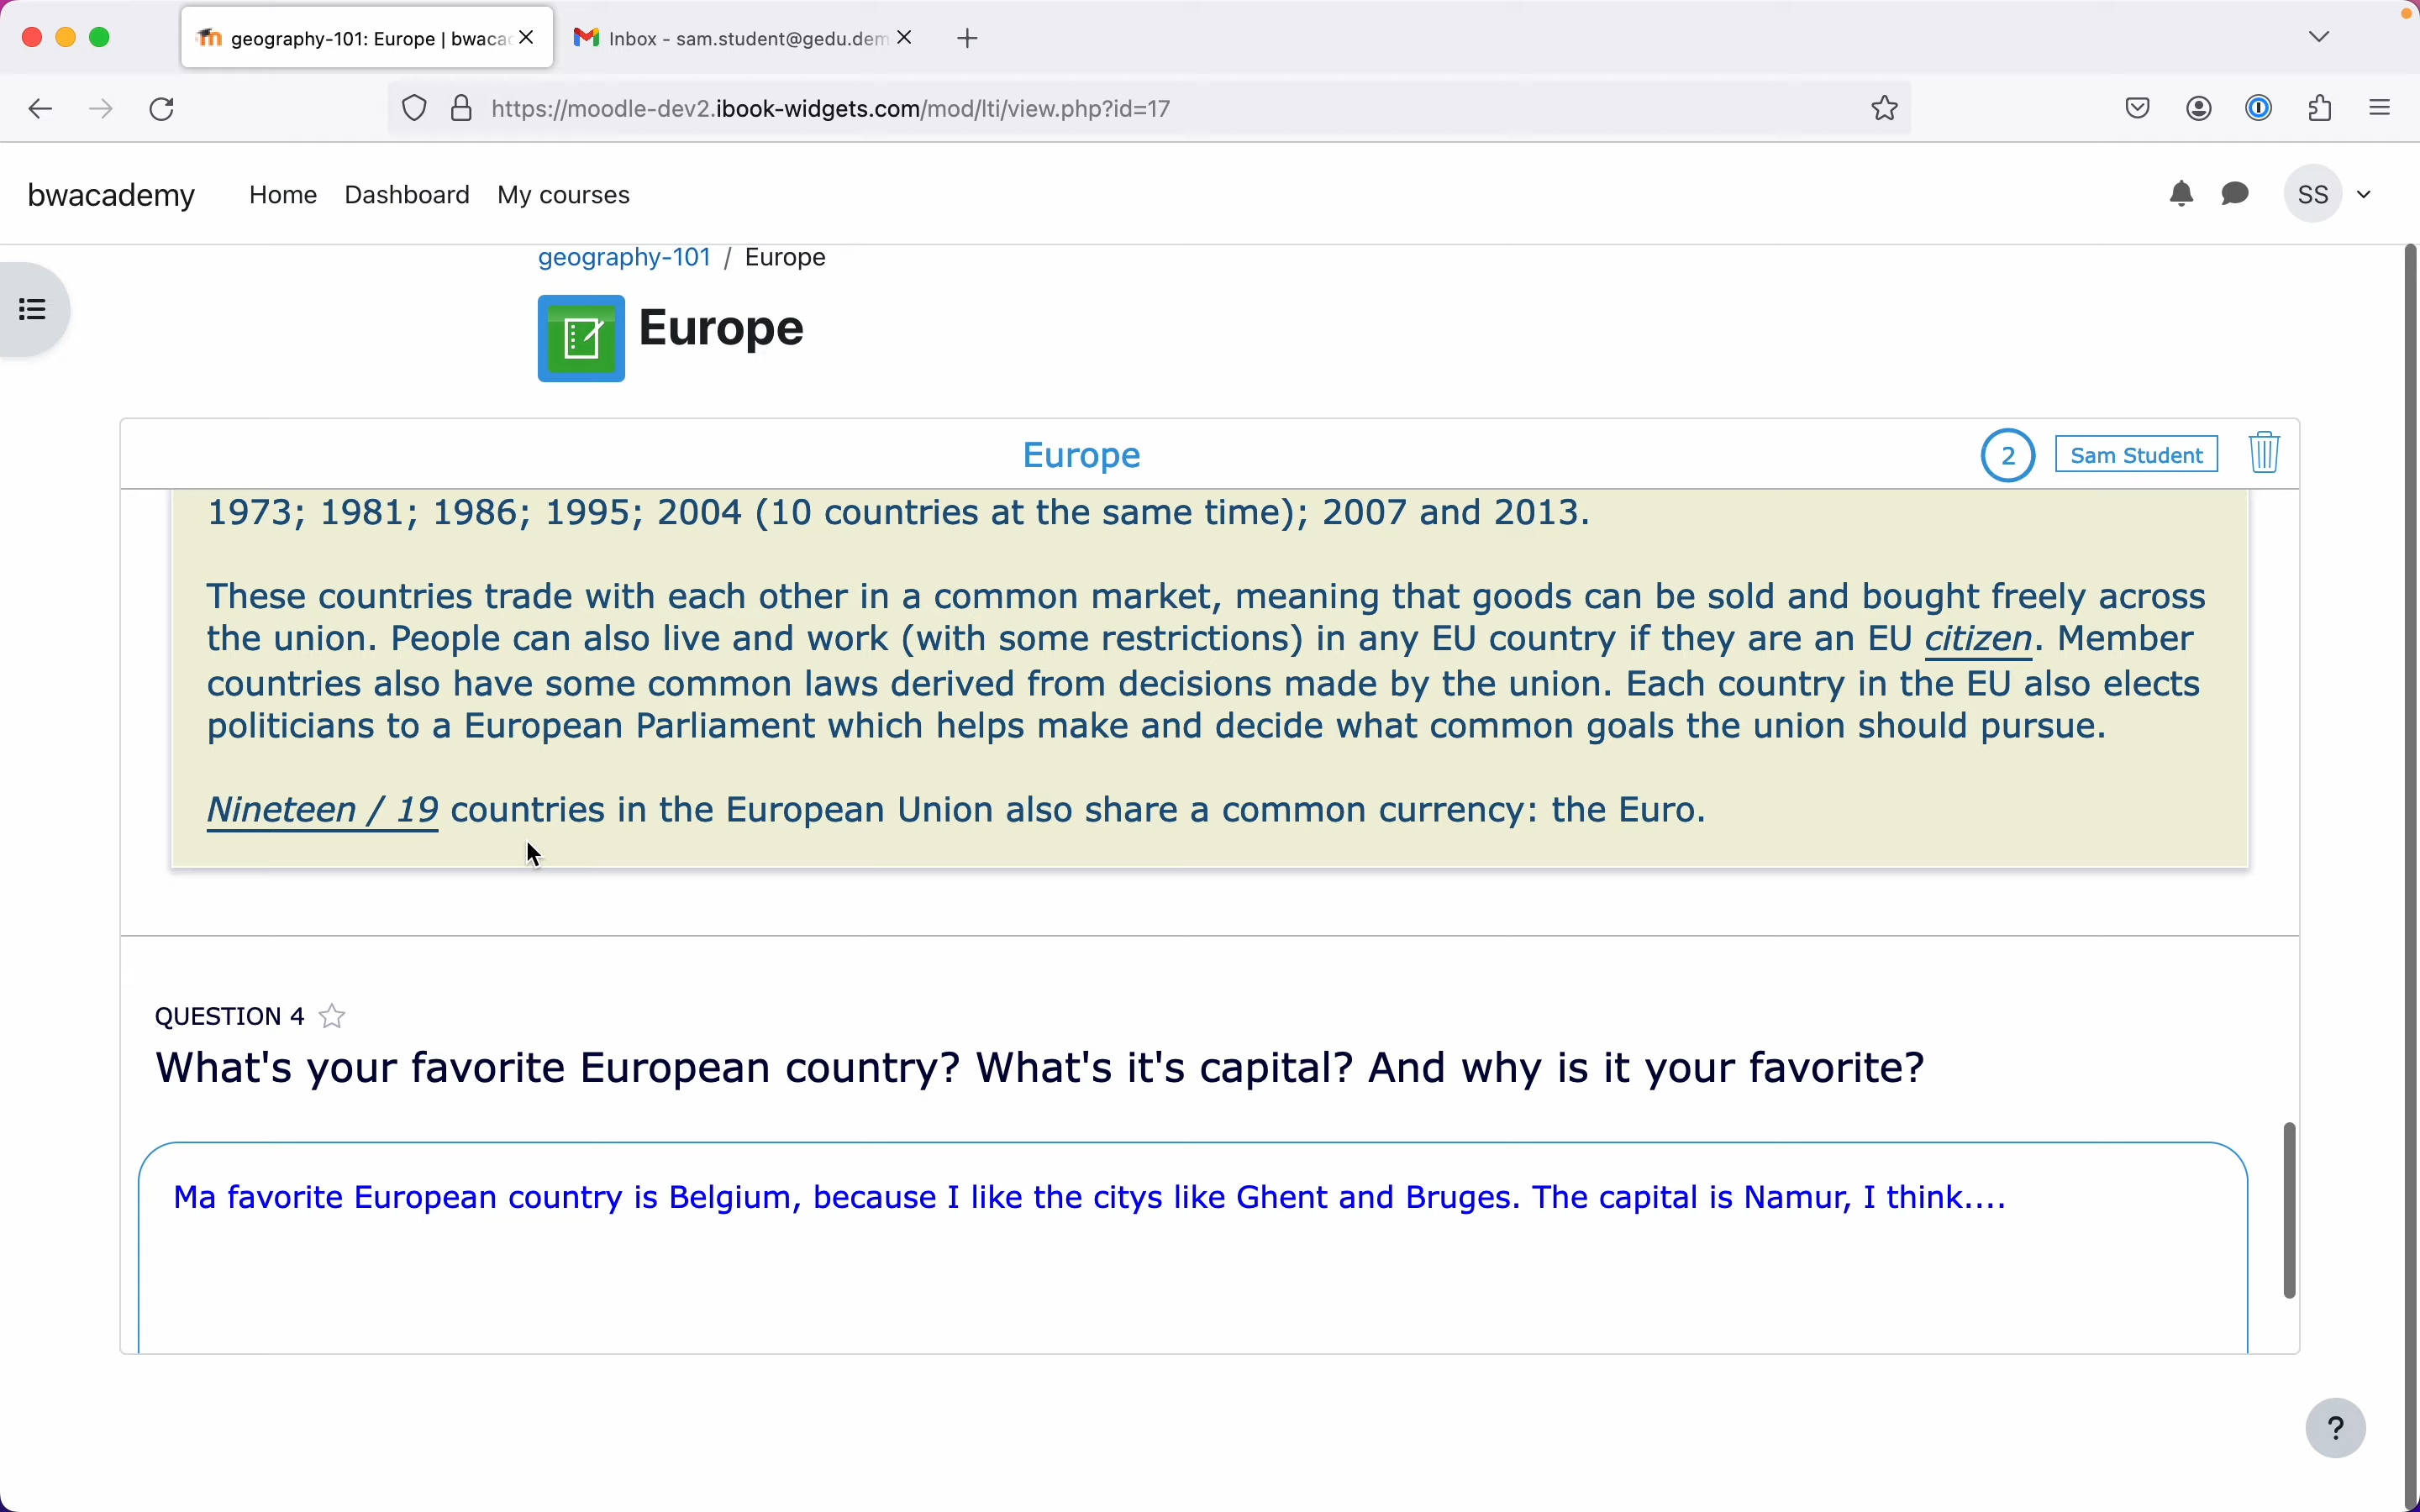 geography-101: Europe | bwacad
Inbox - sam.student@gedu.dem
https://moodle-dev2.ibook-widgets.com/mod/lti/view.php?id=17
bwacademy
Home
Dashboard
My courses
SS
geography-101 / Europe
Europe
Europe
2
Sam Student
1973; 1981; 1986; 1995; 2004 (10 countries at the same time); 2007 and 2013.
These countries trade with each other in a common market, meaning that goods can be sold and bought freely across
the union. People can also live and work (with some restrictions) in any EU country if they are an EU citizen. Member
countries also have some common laws derived from decisions made by the union. Each country in the EU also elects
politicians to a European Parliament which helps make and decide what common goals the union should pursue.
Nineteen / 19 countries in the European Union also share a common currency: the Euro.
QUESTION 4
What's your favorite European country? What's it's capital? And why is it your favorite?
Ma favorite European country is Belgium, because I like the citys like Ghent and Bruges. The capital is Namur, I think....
?